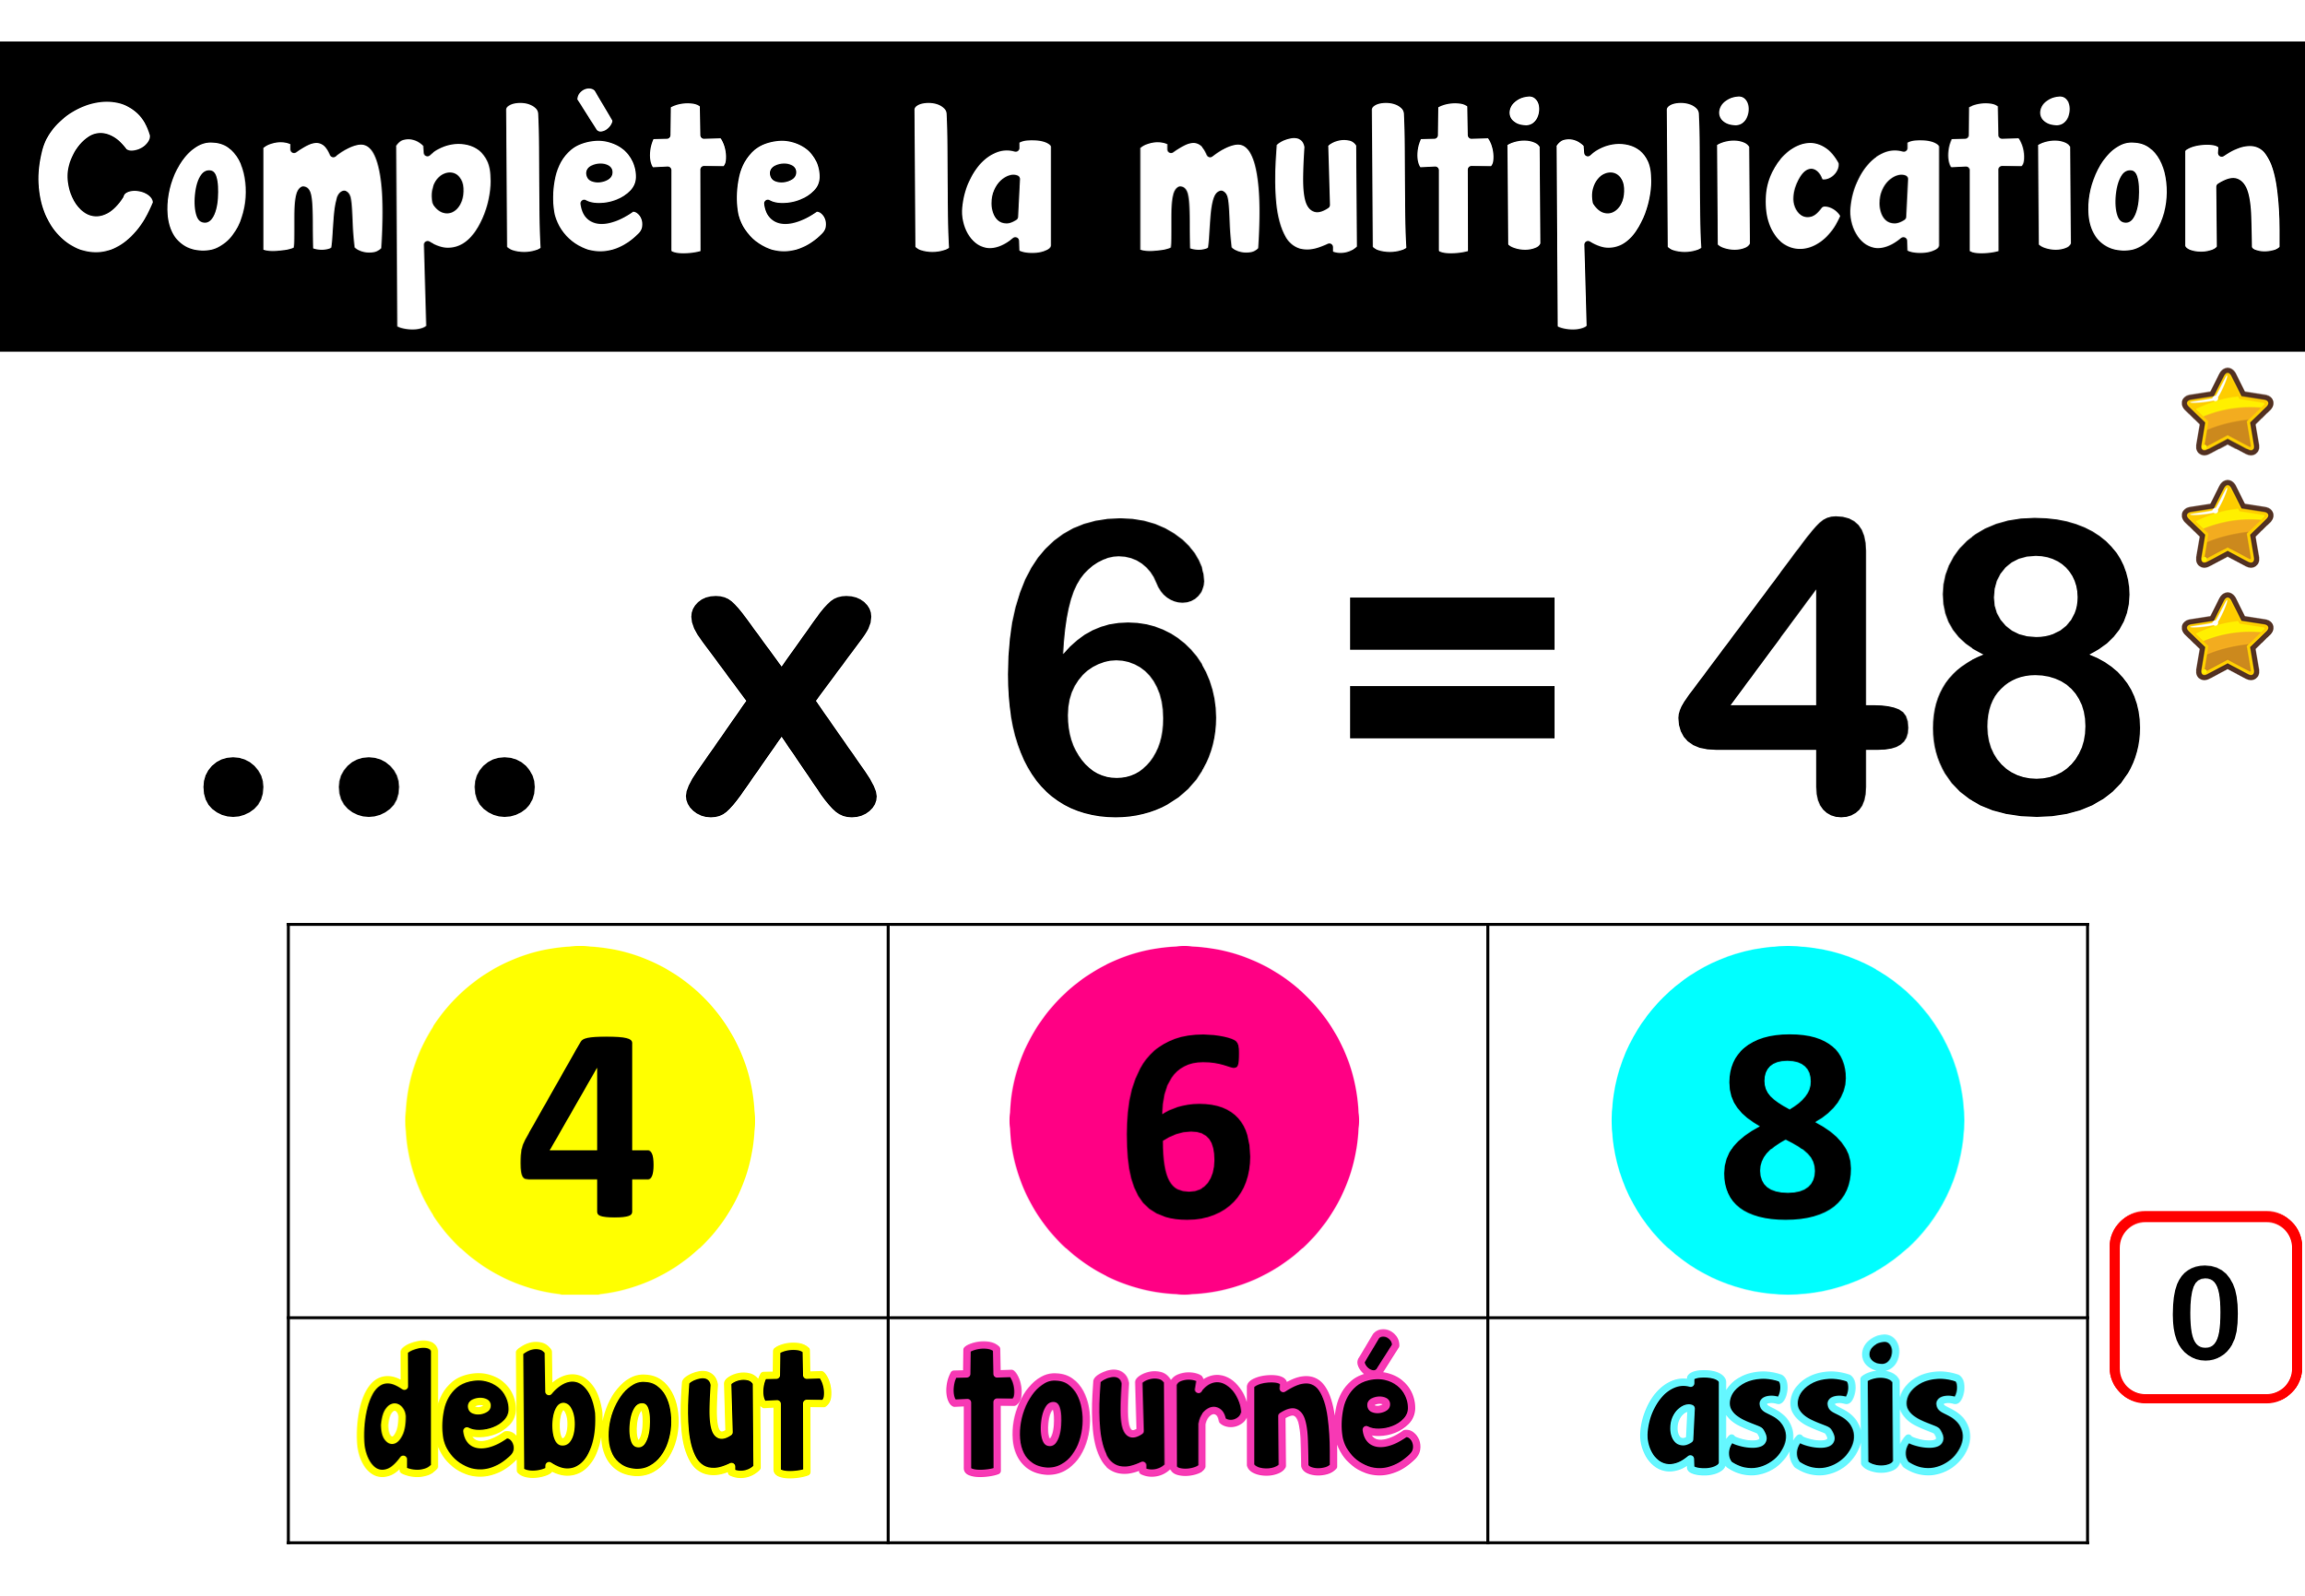 Complète la multiplication
... x 6 = 48
4 6 8
0
debout tourné assis